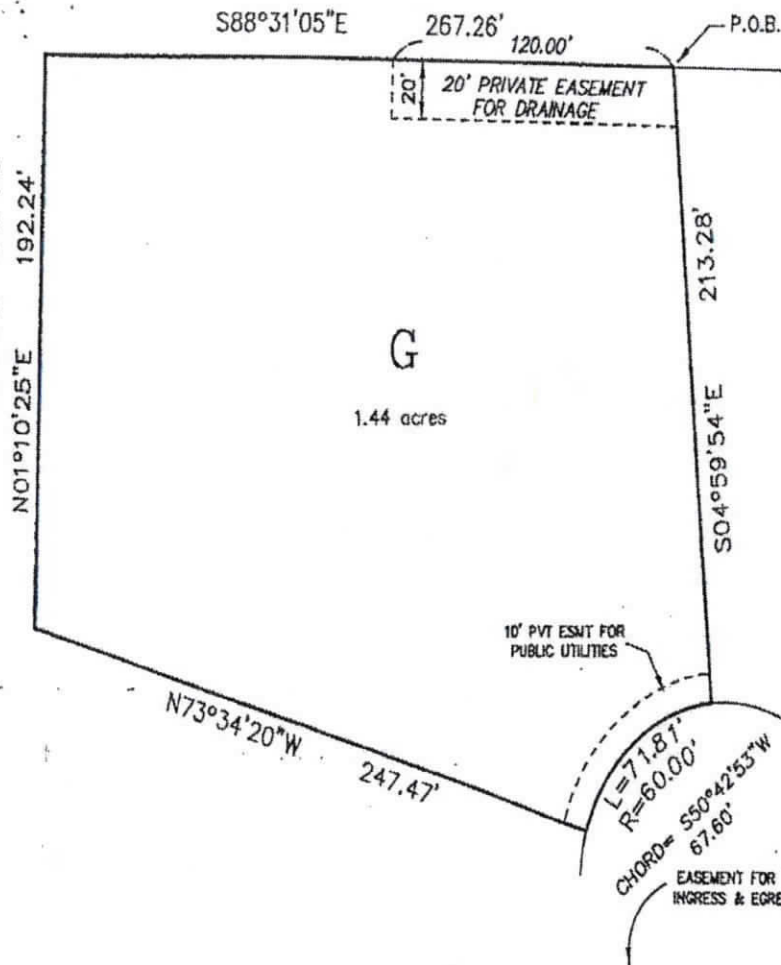 S88°31'05"E 267.26'
P.O.B.
120.00'
20'
20' PRIVATE EASEMENT
FOR DRAINAGE
192.24'
N01°10'25"E
213.28'
S04°59'54"E
G
1.44 acres
10' PVT ESMT FOR
PUBLIC UTILITIES
N73°34'20"W 247.47'
L=71.81'
R=60.00'
CHORD= S50°42'53"W
67.60'
EASEMENT FOR
INGRESS & EGRE